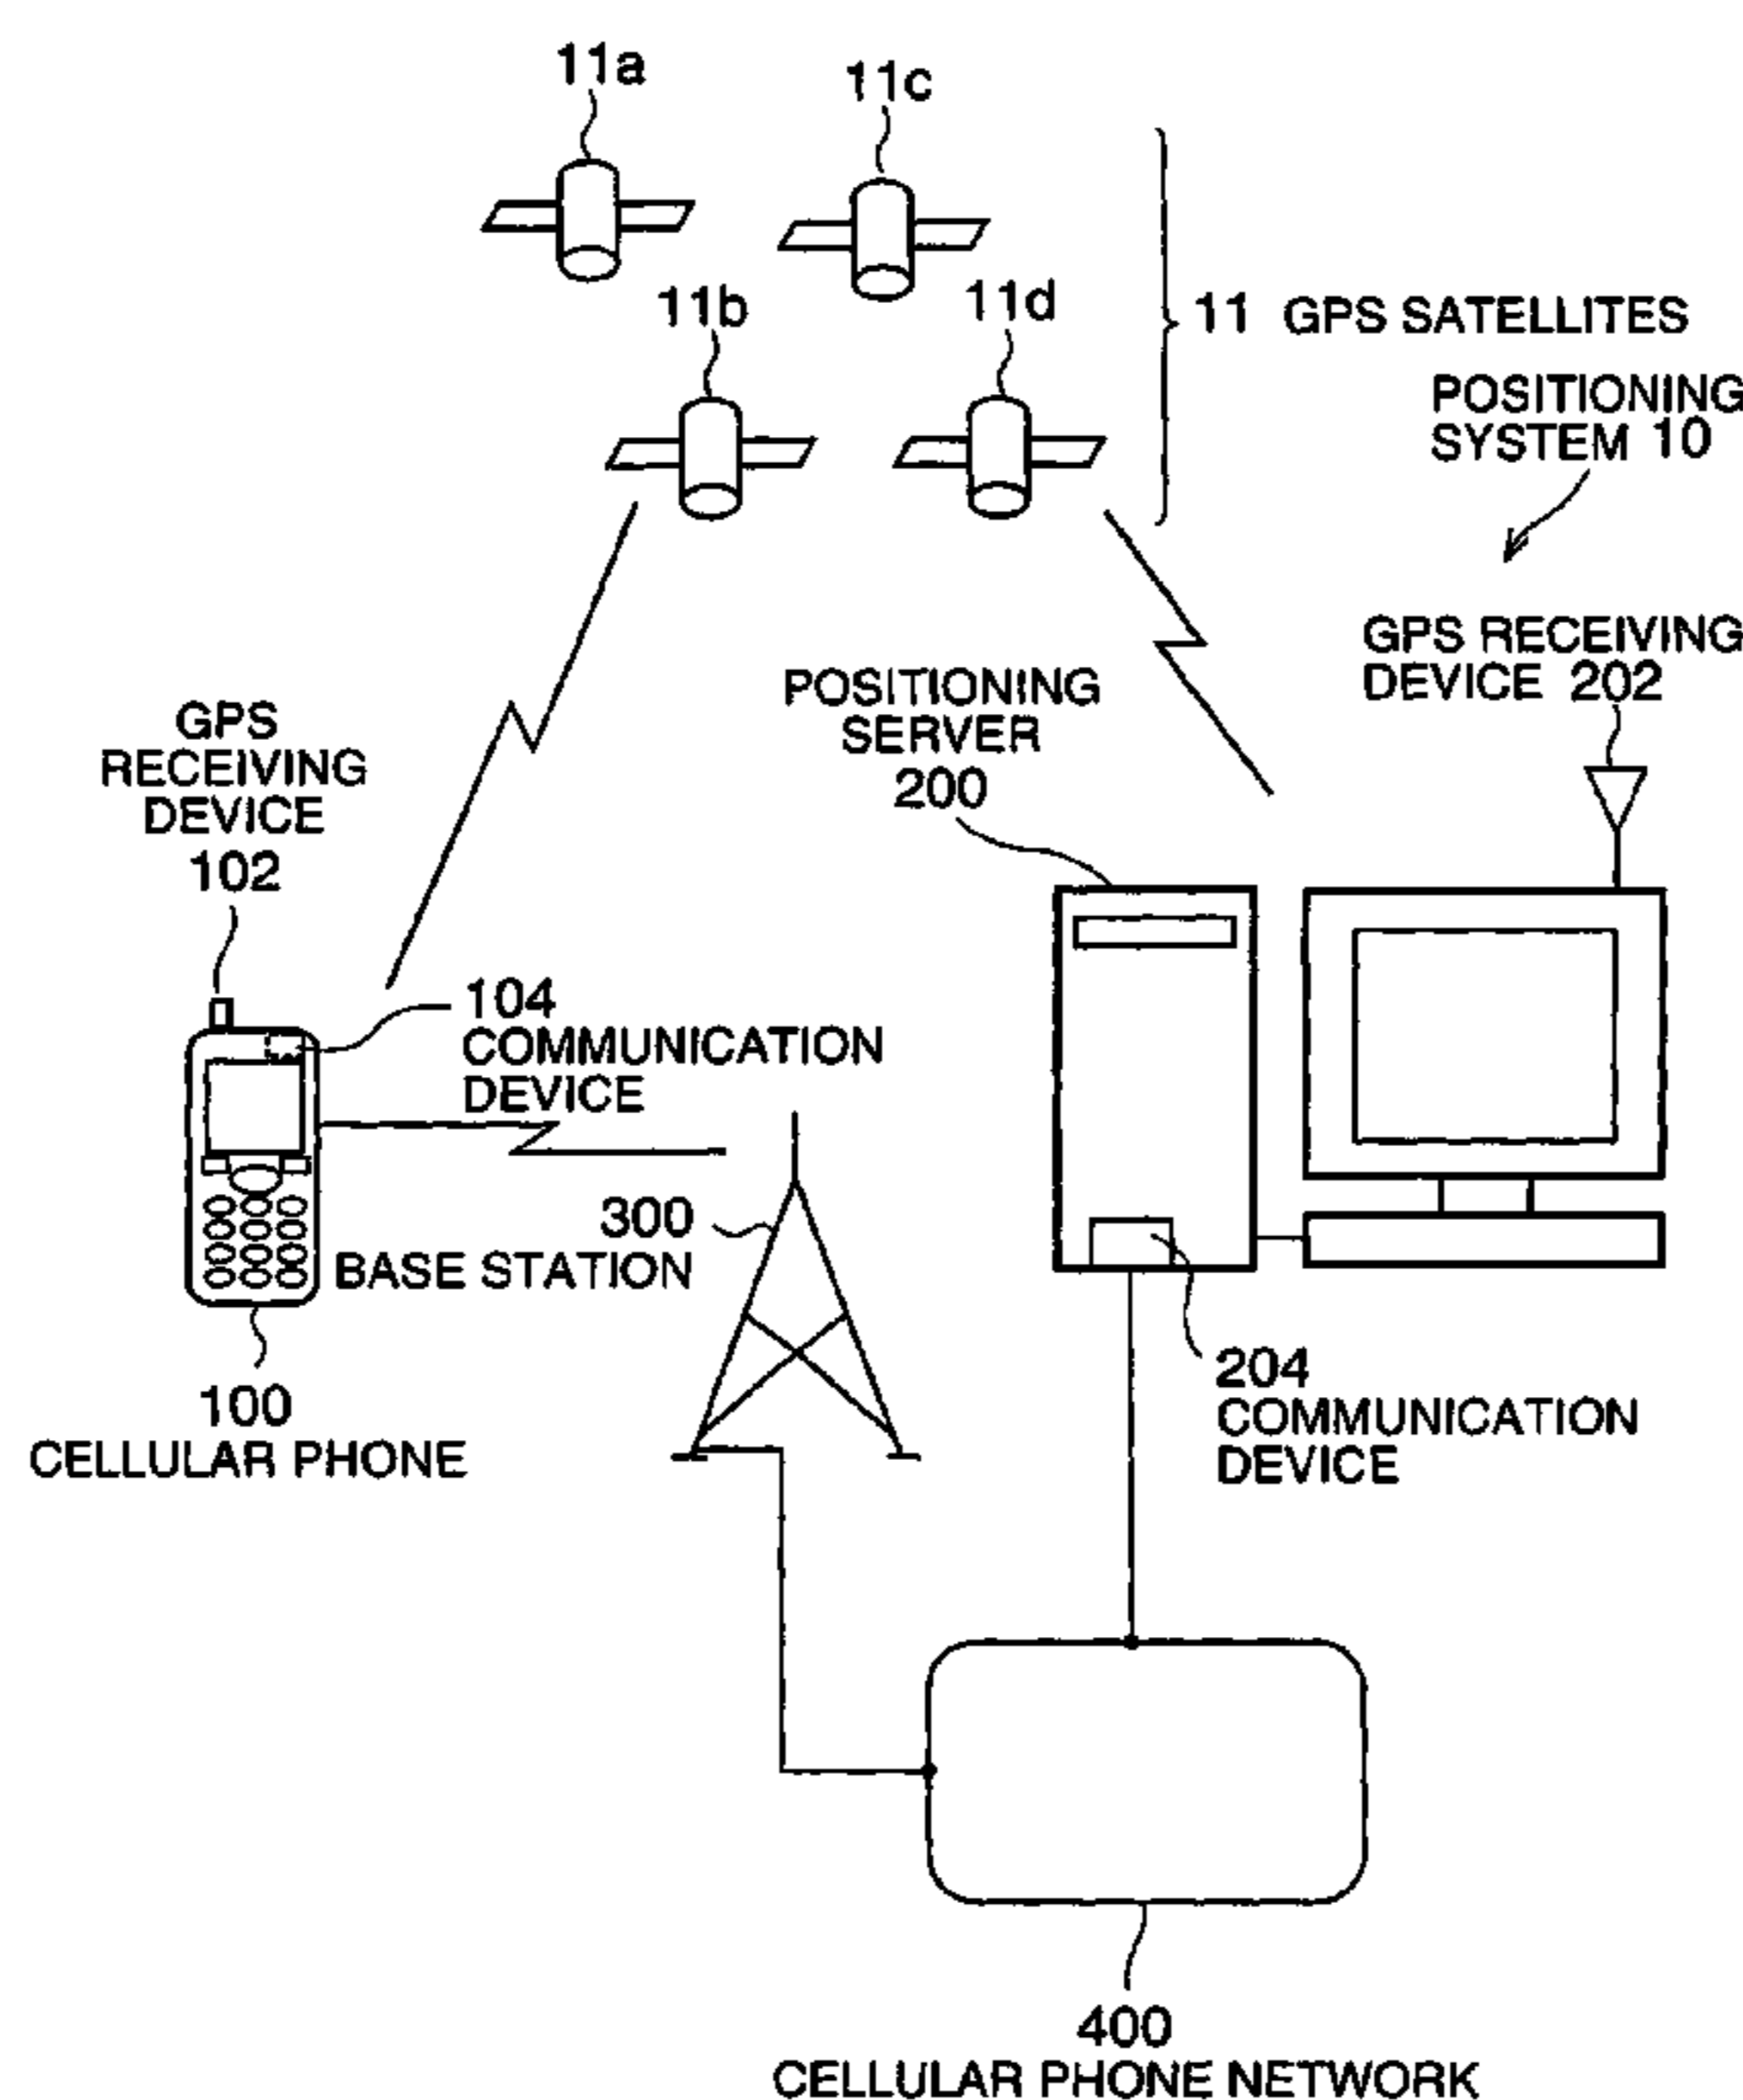 11a
11c
11b
11d
11 GPS SATELLITES
POSITIONING
SYSTEM 10
GPS RECEIVING
DEVICE 202
POSITIONING
SERVER
200
GPS
RECEIVING
DEVICE
102
104
COMMUNICATION
DEVICE
300
BASE STATION
100
CELLULAR PHONE
204
COMMUNICATION
DEVICE
400
CELLULAR PHONE NETWORK